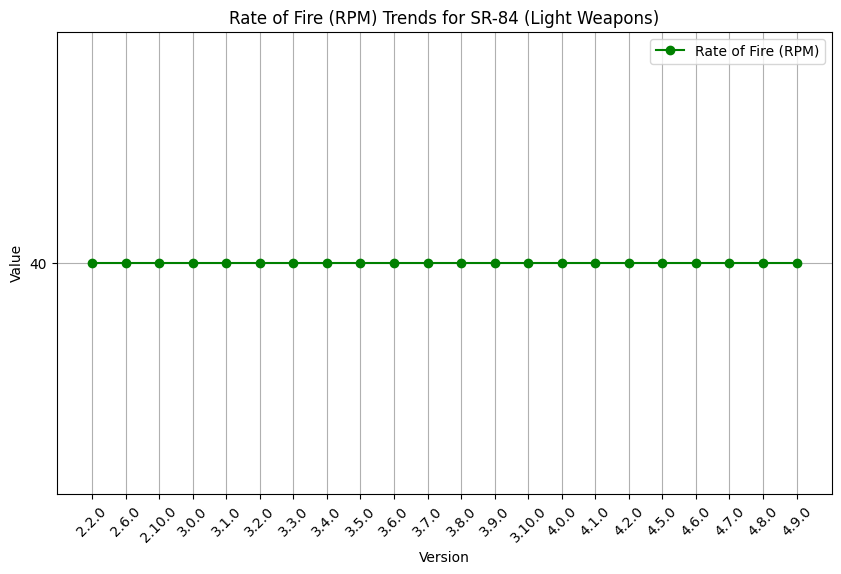 Rate of Fire (RPM) Trends for SR-84 (Light Weapons)
Rate of Fire (RPM)
Value
40
2.2.0 2.6.0 2.10.0 3.0.0 3.1.0 3.2.0 3.3.0 3.4.0 3.5.0 3.6.0 3.7.0 3.8.0 3.9.0 3.10.0 4.0.0 4.1.0 4.2.0 4.5.0 4.6.0 4.7.0 4.8.0 4.9.0
Version